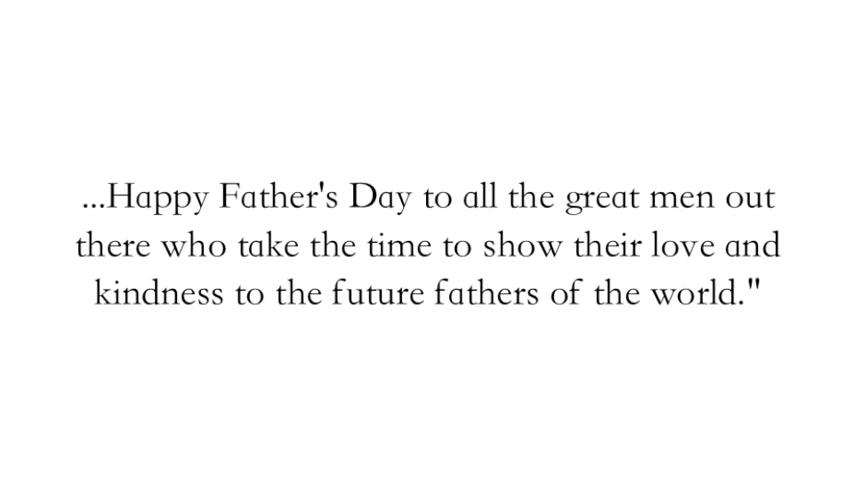 ...Happy Father's Day to all the great men out
there who take the time to show their love and
kindness to the future fathers of the world."